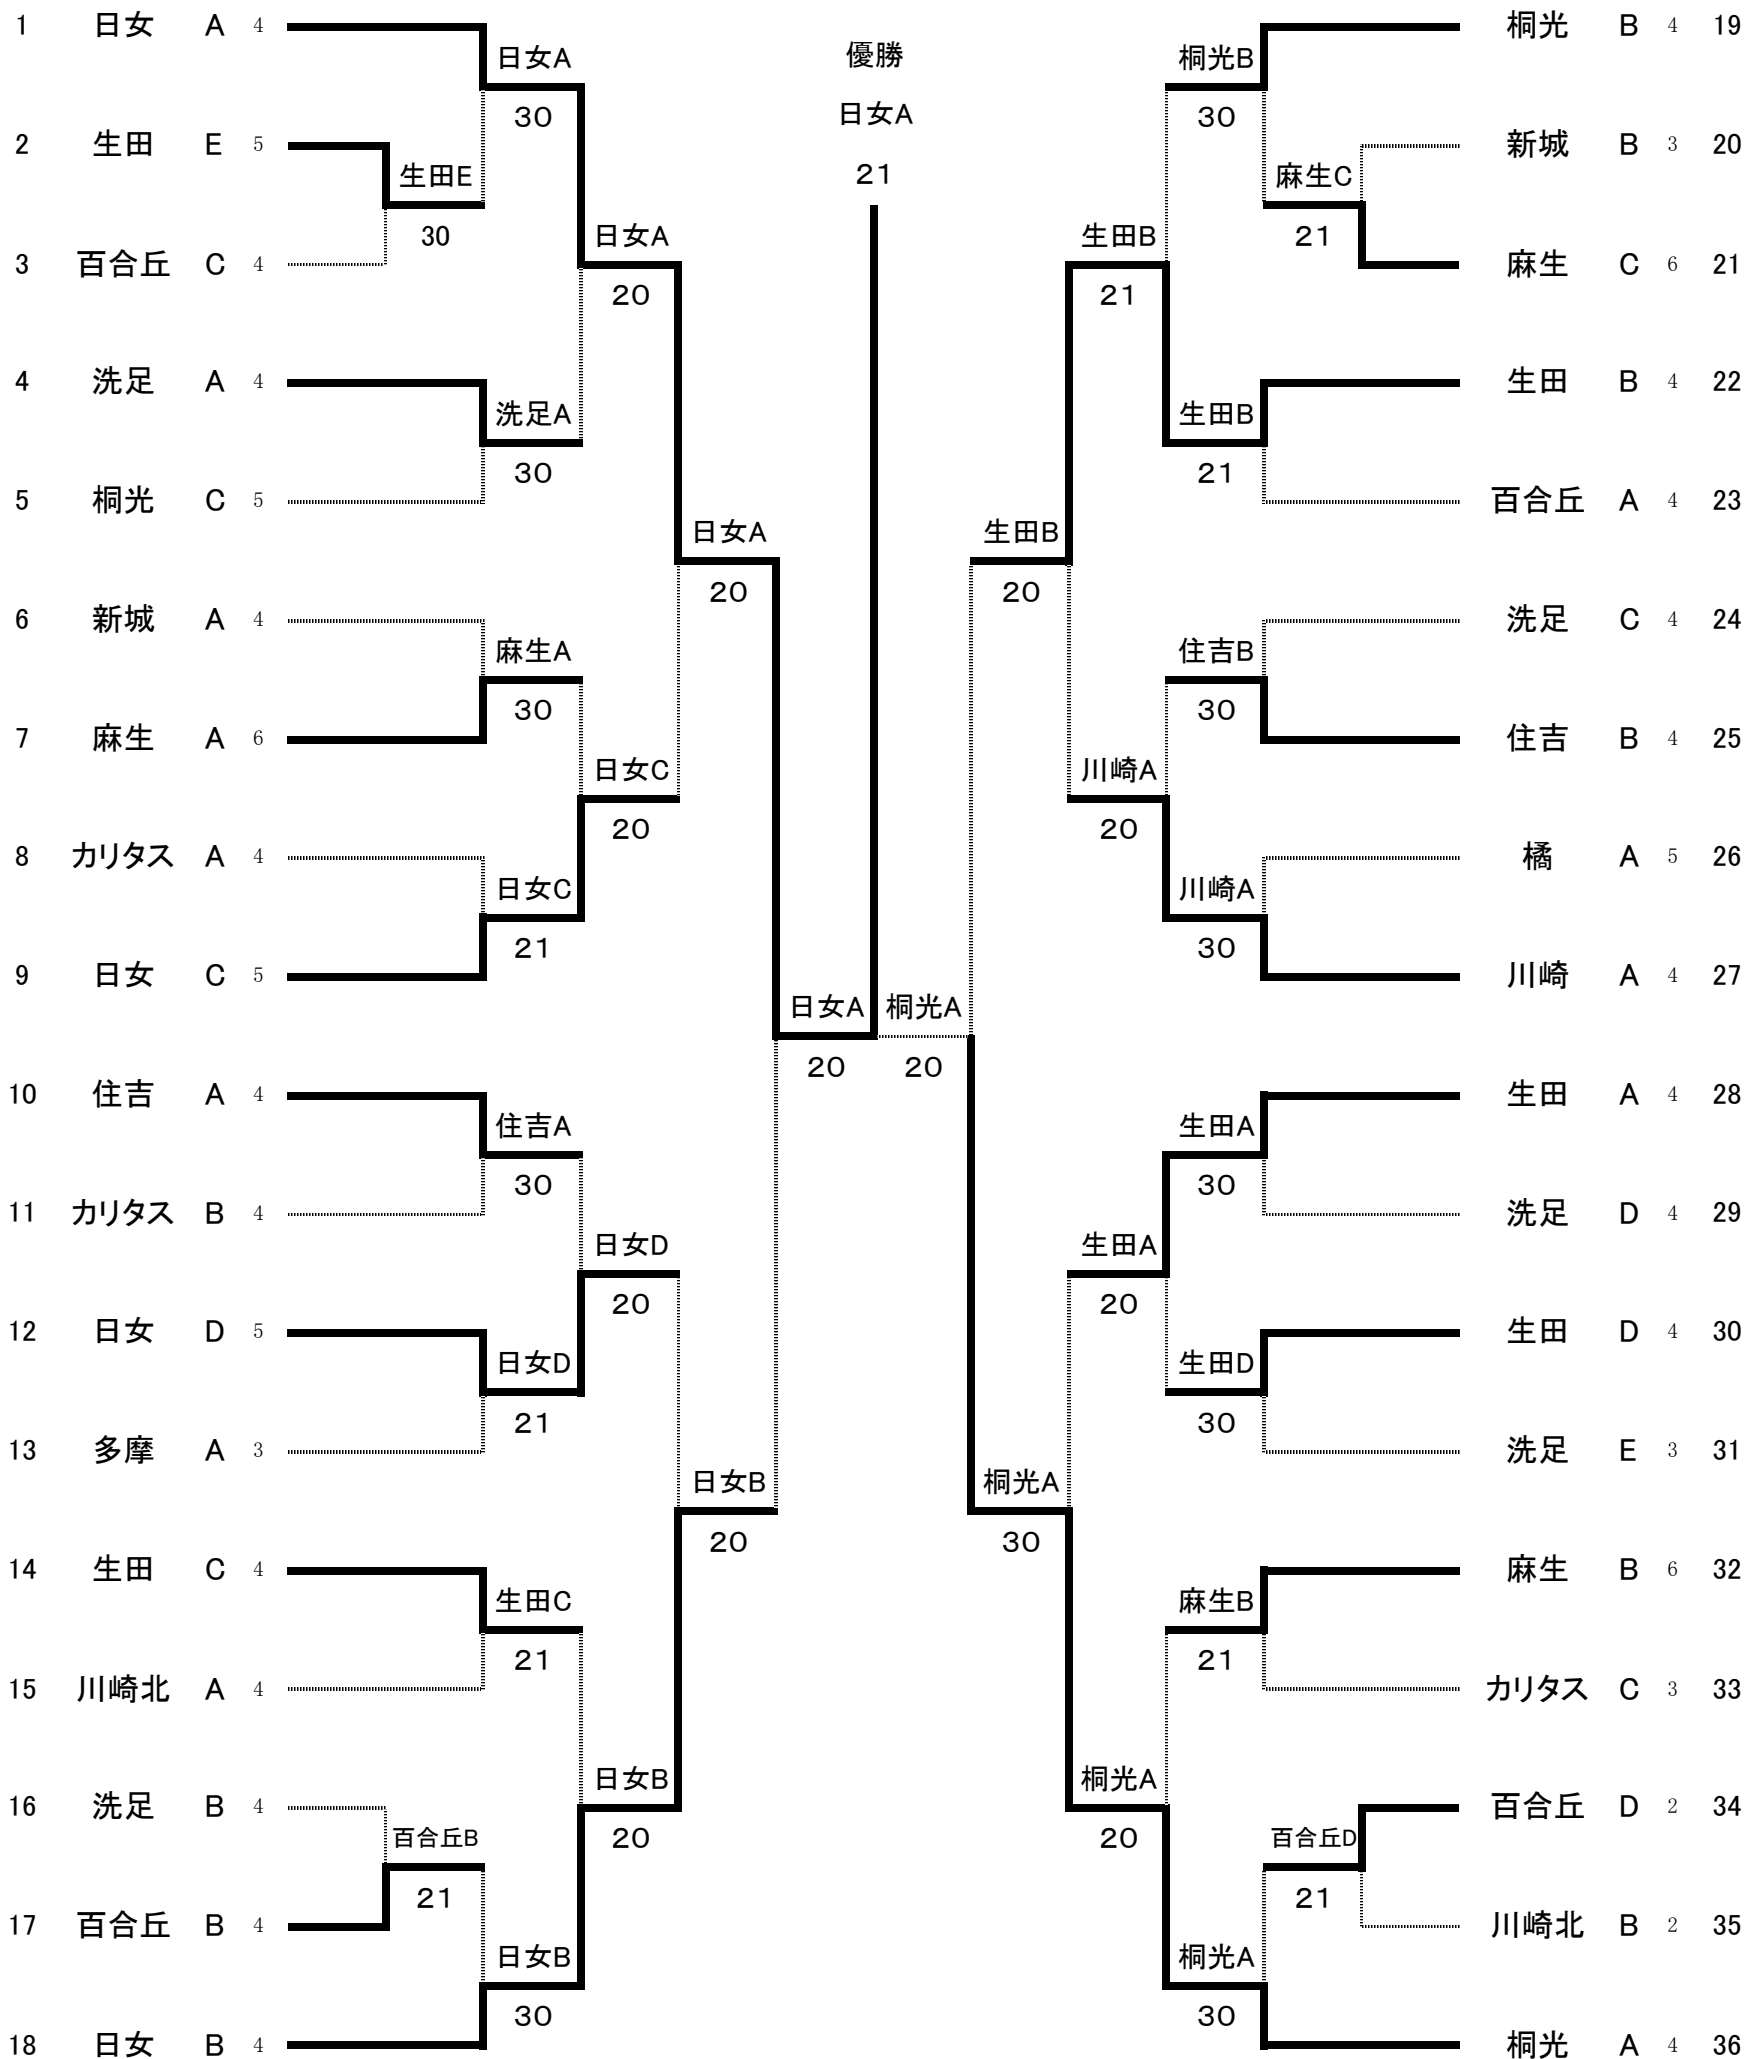 1 日女 A 4
日女A
30
2 生田 E 5
生田E
30
3 百合丘 C 4
日女A
20
4 洗足 A 4
洗足A
30
5 桐光 C 5
日女A
20
6 新城 A 4
麻生A
30
7 麻生 A 6
日女C
20
8 カリタス A 4
日女C
21
9 日女 C 5
日女A
20
10 住吉 A 4
住吉A
30
11 カリタス B 4
日女D
20
12 日女 D 5
日女D
21
13 多摩 A 3
日女B
20
14 生田 C 4
生田C
21
15 川崎北 A 4
日女B
20
16 洗足 B 4
百合丘B
21
17 百合丘 B 4
日女B
30
18 日女 B 4
優勝
日女A
21
桐光 B 4 19
桐光B
30
新城 B 3 20
麻生C
21
麻生 C 6 21
生田B
21
生田 B 4 22
生田B
21
百合丘 A 4 23
生田B
20
洗足 C 4 24
住吉B
30
住吉 B 4 25
川崎A
20
橘 A 5 26
川崎A
30
川崎 A 4 27
桐光A
20
生田 A 4 28
生田A
30
洗足 D 4 29
生田A
20
生田 D 4 30
生田D
30
洗足 E 3 31
桐光A
30
麻生 B 6 32
麻生B
21
カリタス C 3 33
桐光A
20
百合丘 D 2 34
百合丘D
21
川崎北 B 2 35
桐光A
30
桐光 A 4 36